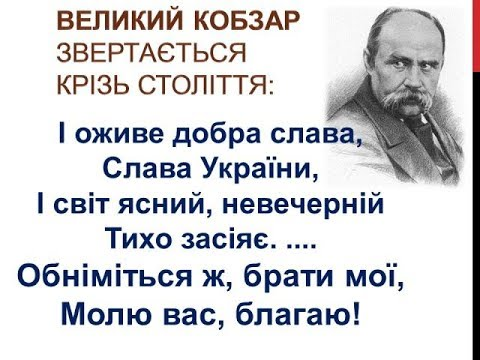 ВЕЛИКИЙ КОБЗАР
ЗВЕРТАЄТЬСЯ
КРІЗЬ СТОЛІТТЯ:
І оживе добра слава,
Слава України,
І світ ясний, невечерній
Тихо засіяє. ....
Обніміться ж, брати мої,
Молю вас, благаю!